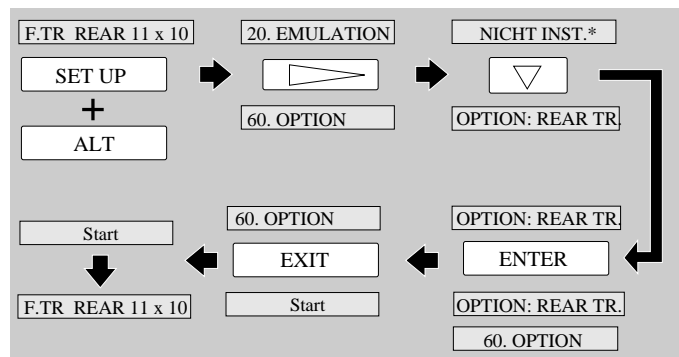 F.TR REAR 11 x 10
SET UP
+
ALT
20. EMULATION
60. OPTION
NICHT INST.*
OPTION: REAR TR.
OPTION: REAR TR.
ENTER
OPTION: REAR TR.
60. OPTION
60. OPTION
EXIT
Start
Start
F.TR REAR 11 x 10